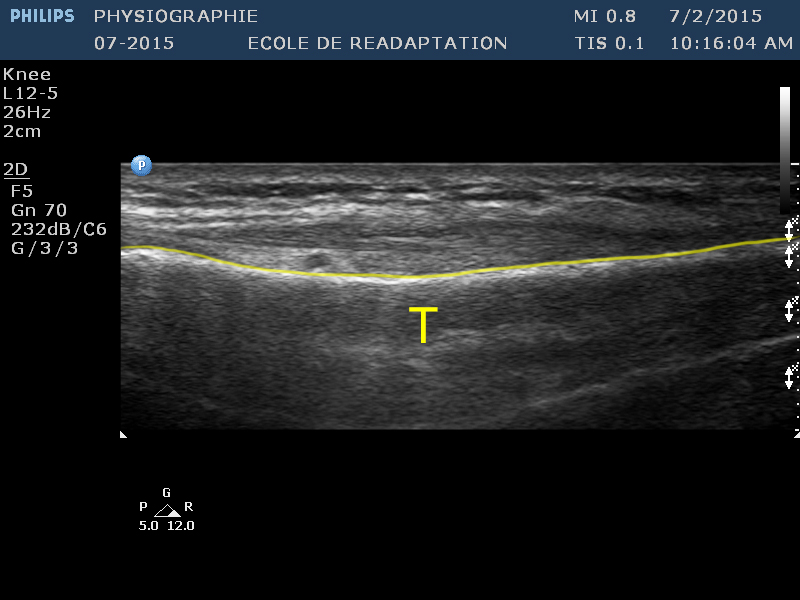 PHILIPS PHYSIOGRAPHIE MI 0.8 7/2/2015
07-2015 ECOLE DE READAPTATION TIS 0.1 10:16:04 AM
Knee
L12-5
26Hz
2cm
2D
F5
Gn 70
232dB/C6
G/3/3
P
T
G
P R
5.0 12.0